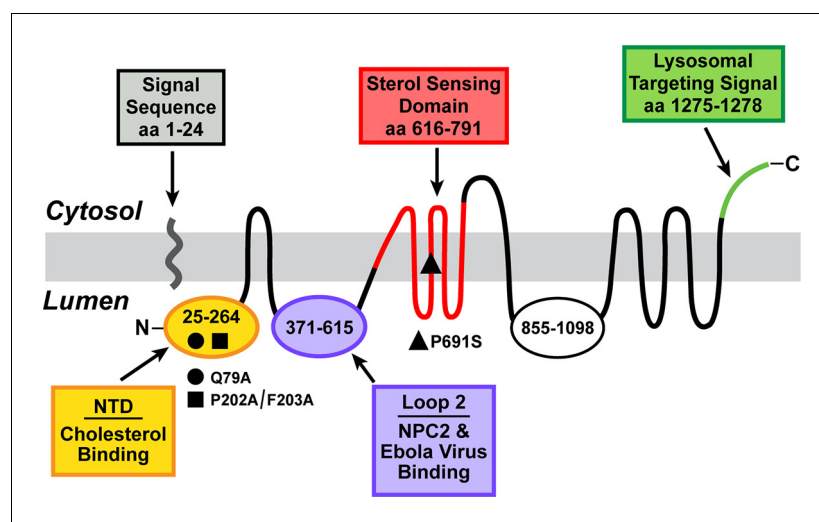 Signal
Sequence
aa 1-24
Sterol Sensing
Domain
aa 616-791
Lysosomal
Targeting Signal
aa 1275-1278
C
Cytosol
Lumen
N
25-264
371-615
855-1098
P691S
Q79A
P202A/F203A
NTD
Cholesterol
Binding
Loop 2
NPC2 &
Ebola Virus
Binding